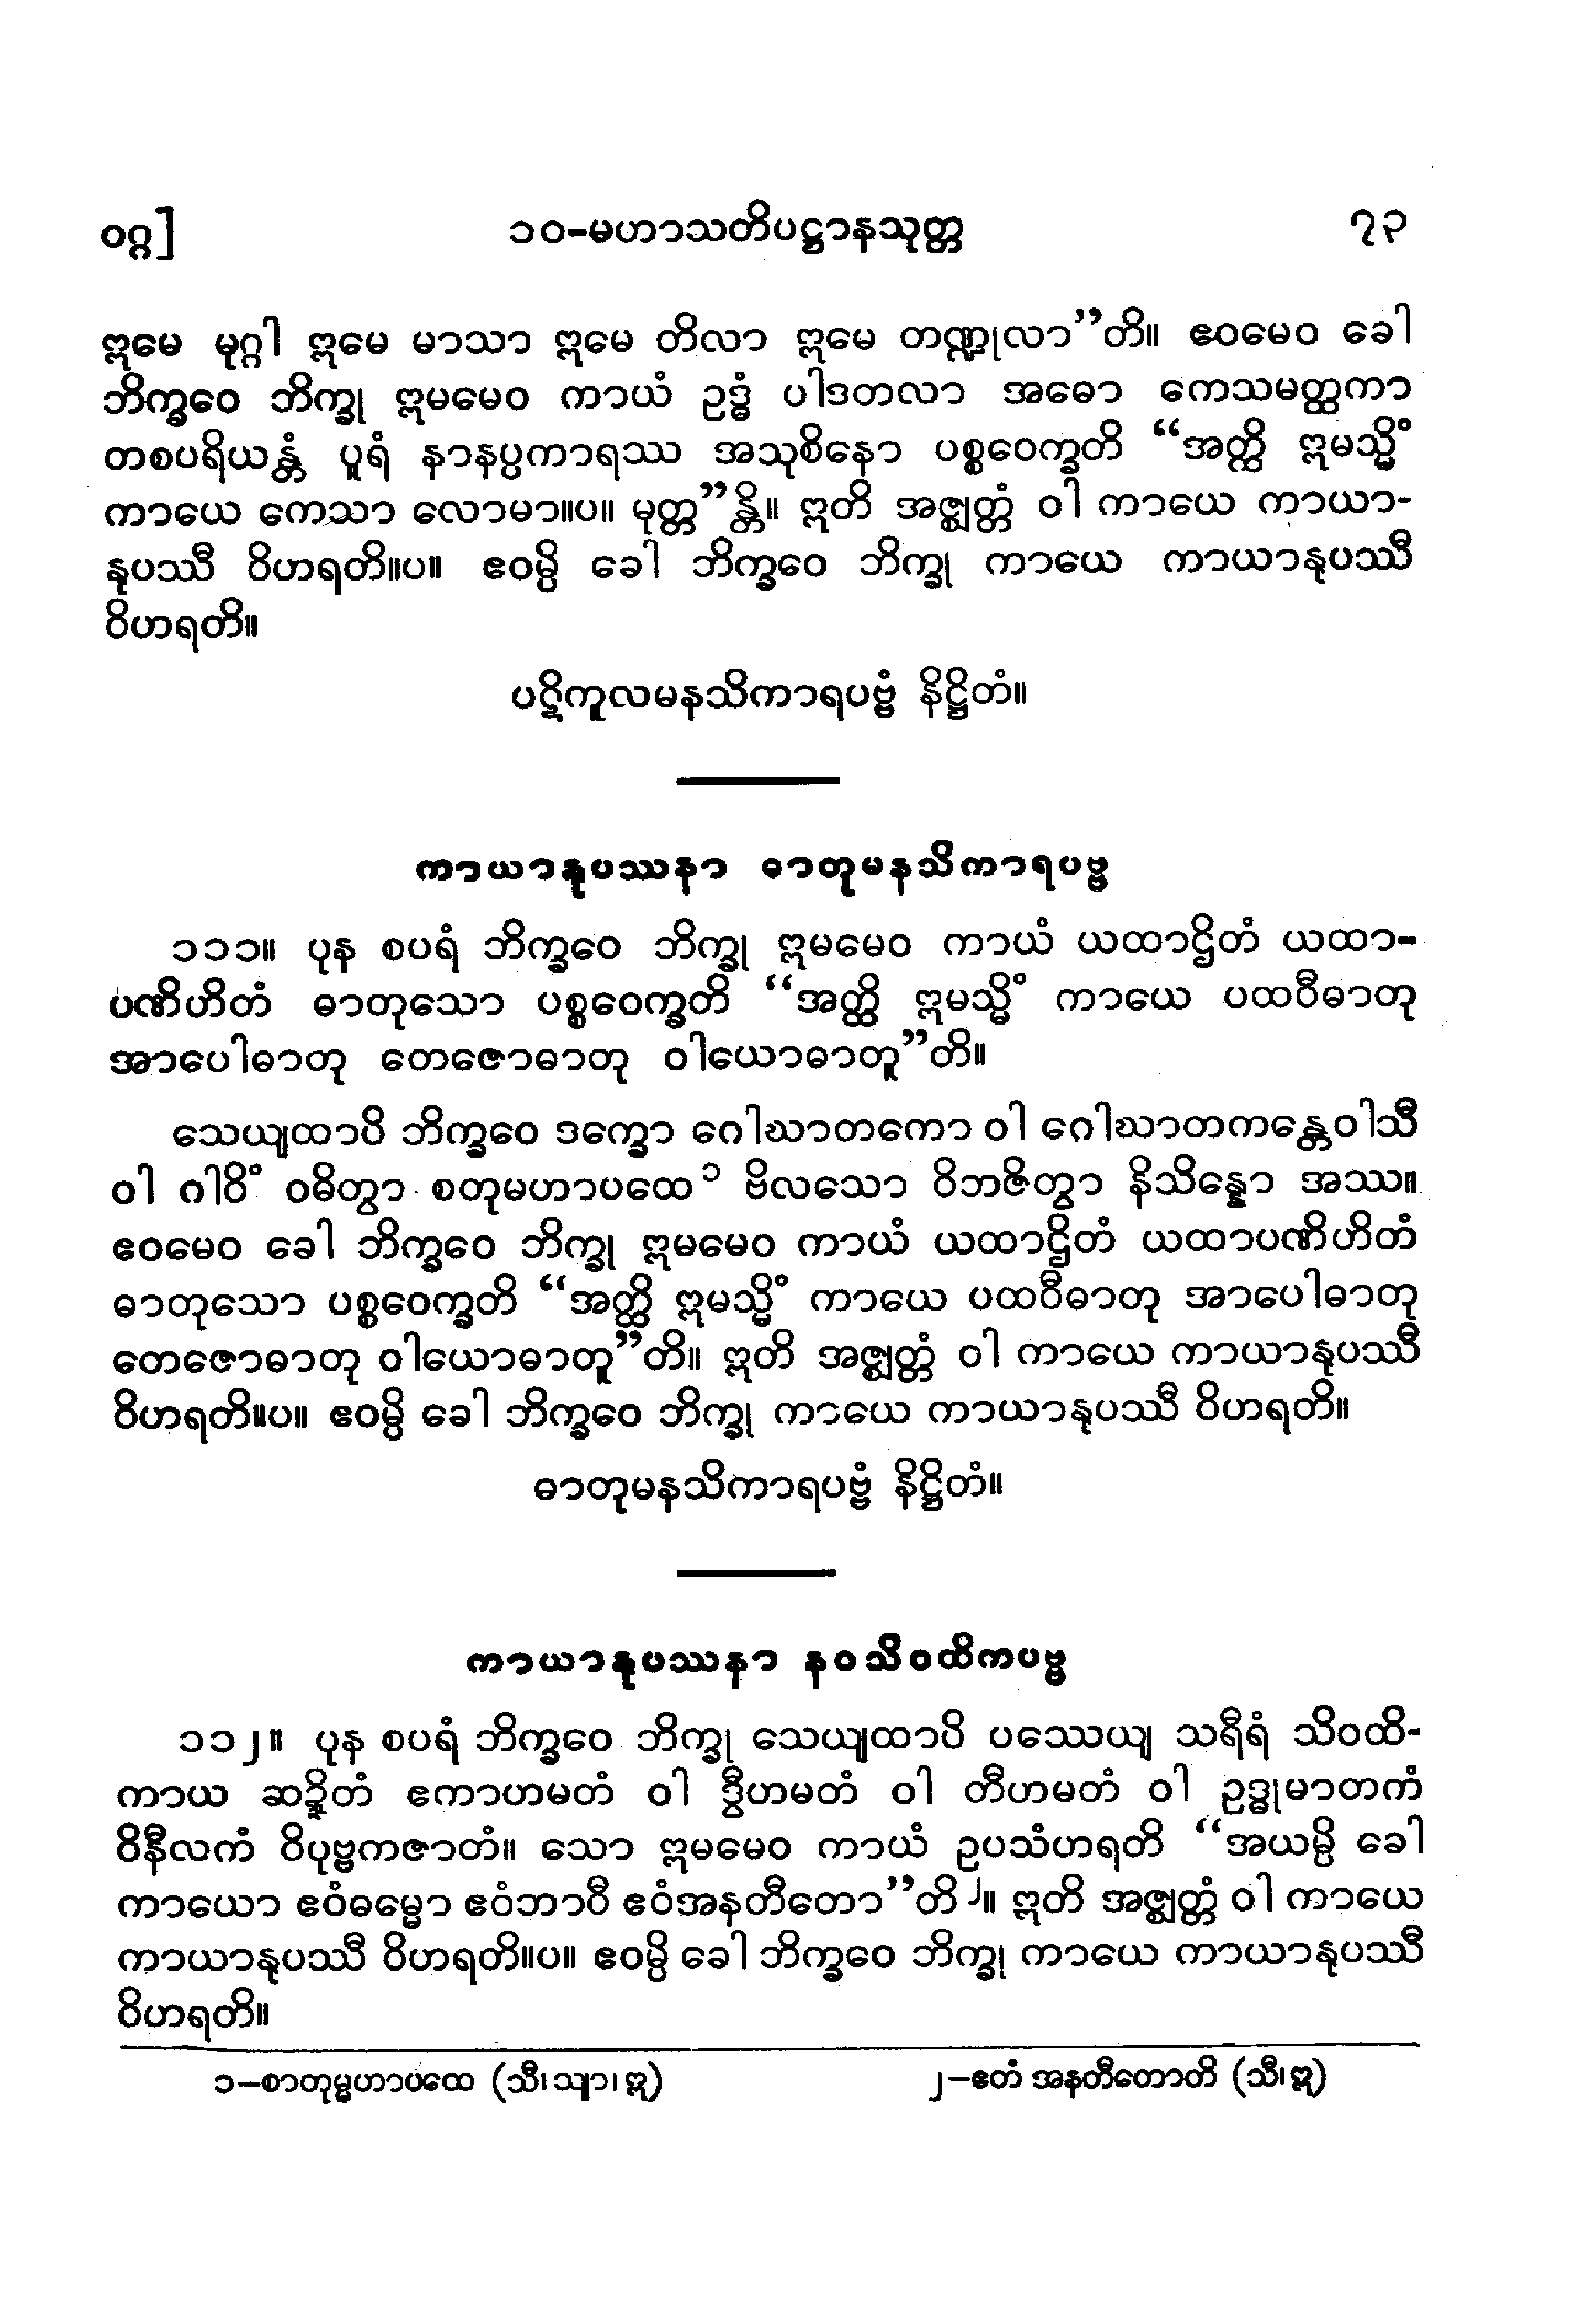 ဝဂ္ဂ]
၁၀-မဟာသတိပဋ္ဌာနသုတ္တ
၇၃
ဣမေ မုဂ္ဂါ ဣမေ မာသာ ဣမေ တိလာ ဣမေ တဏ္ဍုလာ”တိ။ ဧဝမေဝ ခေါ
ဘိက္ခဝေ ဘိက္ခု ဣမမေဝ ကာယံ ဥဒ္ဓံ ပါဒတလာ အဓော ကေသမတ္ထကာ
တစပရိယန္တံ ပူရံ နာနပ္ပကာရဿ အသုစိနော ပစ္စဝေက္ခတိ “အတ္ထိ ဣမသ္မိံ
ကာယေ ကေသာ လောမာ။ပ။ မုတ္တ”န္တိ။ ဣတိ အဇ္ဈတ္တံ ဝါ ကာယေ ကာယာ-
နုပဿီ ဝိဟရတိ။ပ။ ဧဝမ္ပိ ခေါ ဘိက္ခဝေ ဘိက္ခု ကာယေ ကာယာနုပဿီ
ဝိဟရတိ။
ပဋိကူလမနသိကာရပဗ္ဗံ နိဋ္ဌိတံ။
ကာယာနုပဿနာ ဓာတုမနသိကာရပဗ္ဗ
၁၁၁။ ပုန စပရံ ဘိက္ခဝေ ဘိက္ခု ဣမမေဝ ကာယံ ယထာဌိတံ ယထာ-
ပဏိဟိတံ ဓာတုသော ပစ္စဝေက္ခတိ “အတ္ထိ ဣမသ္မိံ ကာယေ ပထဝီဓာတု
အာပေါဓာတု တေဇောဓာတု ဝါယောဓာတူ”တိ။
သေယျထာပိ ဘိက္ခဝေ ဒက္ခော ဂေါဃာတကော ဝါ ဂေါဃာတကန္တေဝါသီ
ဝါ ဂါဝိံ ဝဓိတွာ စတုမဟာပထေ ၁ ဗိလသော ဝိဘဇိတွာ နိသိန္နော အဿ။
ဧဝမေဝ ခေါ ဘိက္ခဝေ ဘိက္ခု ဣမမေဝ ကာယံ ယထာဌိတံ ယထာပဏိဟိတံ
ဓာတုသော ပစ္စဝေက္ခတိ “အတ္ထိ ဣမသ္မိံ ကာယေ ပထဝီဓာတု အာပေါဓာတု
တေဇောဓာတု ဝါယောဓာတူ”တိ။ ဣတိ အဇ္ဈတ္တံ ဝါ ကာယေ ကာယာနုပဿီ
ဝိဟရတိ။ပ။ ဧဝမ္ပိ ခေါ ဘိက္ခဝေ ဘိက္ခု ကာယေ ကာယာနုပဿီ ဝိဟရတိ။
ဓာတုမနသိကာရပဗ္ဗံ နိဋ္ဌိတံ။
ကာယာနုပဿနာ နဝသိဝထိကပဗ္ဗ
၁၁၂။ ပုန စပရံ ဘိက္ခဝေ ဘိက္ခု သေယျထာပိ ပဿေယျ သရီရံ သိဝထိ-
ကာယ ဆဍ္ဍိတံ ဧကာဟမတံ ဝါ ဒွီဟမတံ ဝါ တီဟမတံ ဝါ ဥဒ္ဓုမာတကံ
ဝိနီလကံ ဝိပုဗ္ဗကဇာတံ။ သော ဣမမေဝ ကာယံ ဥပသံဟရတိ “အယမ္ပိ ခေါ
ကာယော ဧဝံဓမ္မော ဧဝံဘာဝီ ဧဝံအနတီတော”တိ ၂။ ဣတိ အဇ္ဈတ္တံ ဝါ ကာယေ
ကာယာနုပဿီ ဝိဟရတိ။ပ။ ဧဝမ္ပိ ခေါ ဘိက္ခဝေ ဘိက္ခု ကာယေ ကာယာနုပဿီ
ဝိဟရတိ။
၁–စာတုမ္မဟာပထေ (သီ၊ သျာ၊ ဣ)
၂–ဧတံ အနတီတောတိ (သီ၊ ဣ)